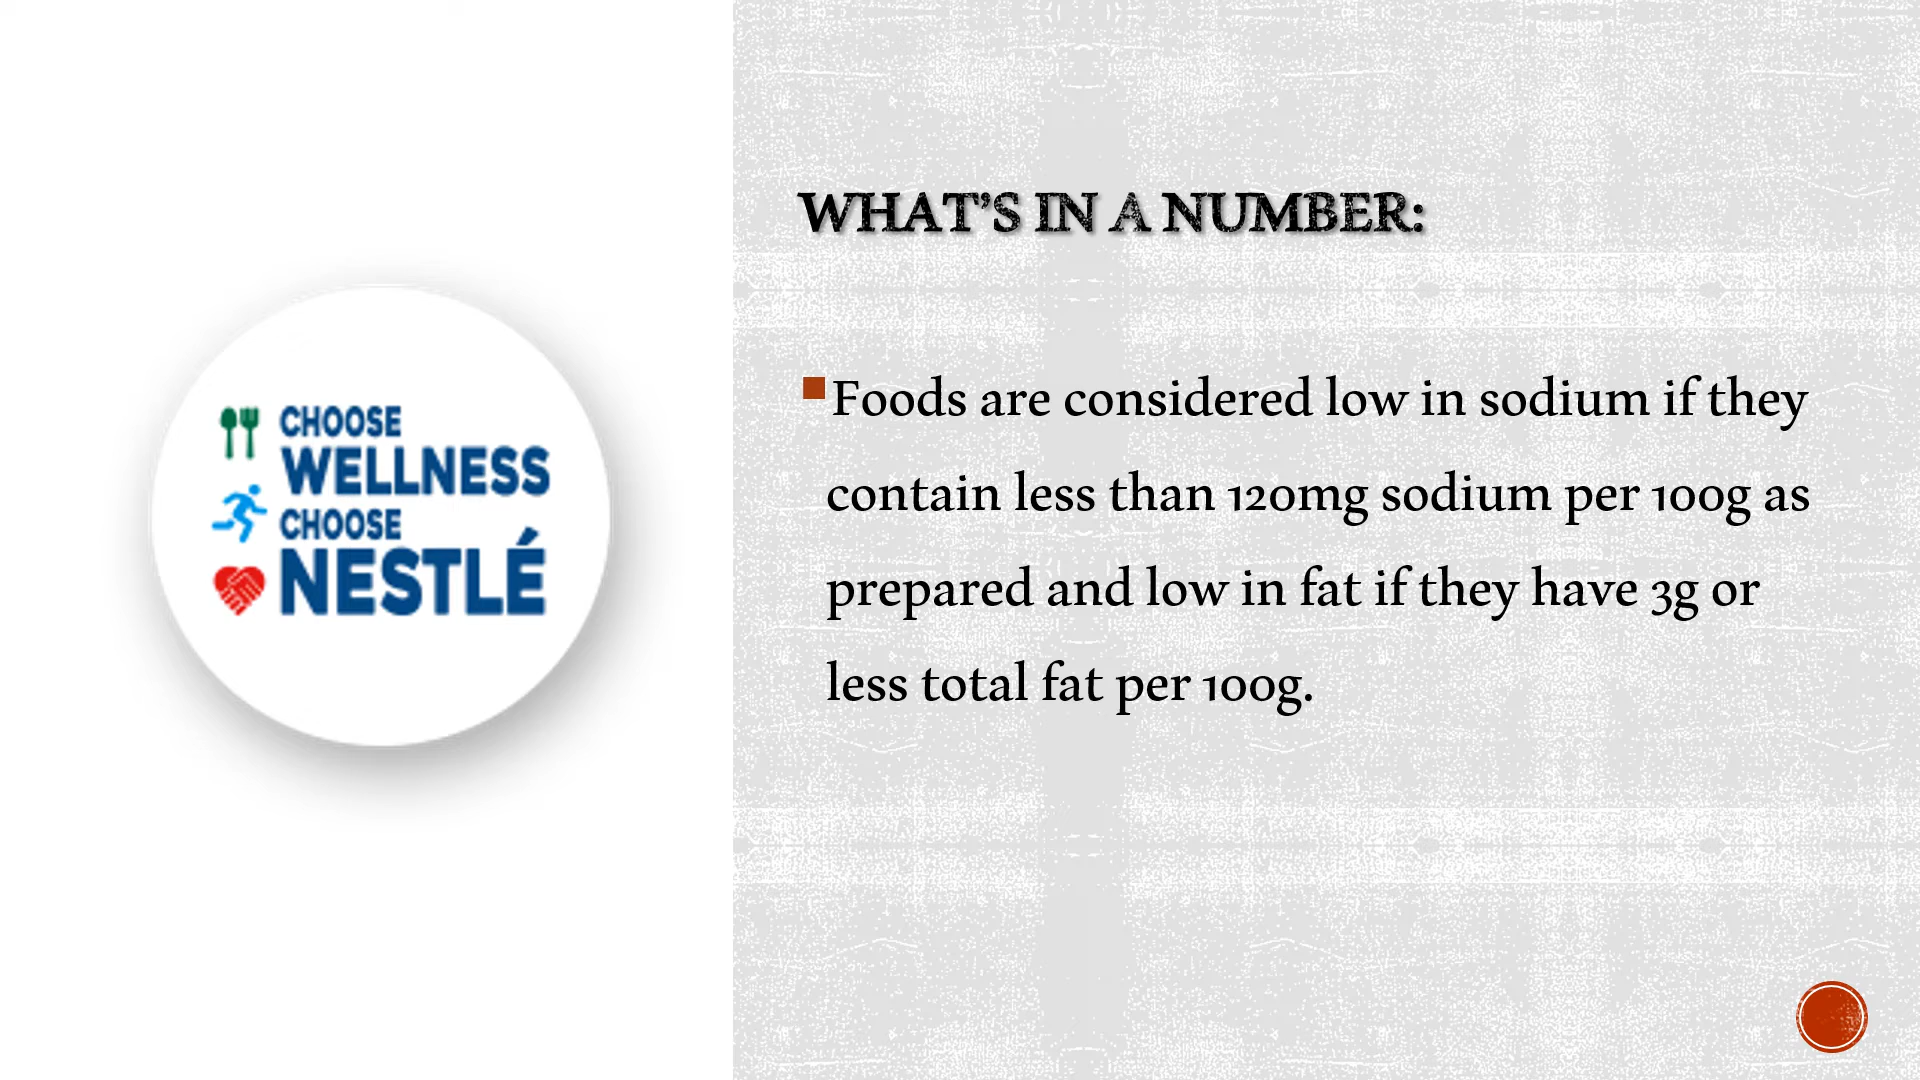 CHOOSE
WELLNESS
CHOOSE
NESTLÉ
WHAT'S IN A NUMBER:
Foods are considered low in sodium if they
contain less than 120mg sodium per 100g as
prepared and low in fat if they have 3g or
less total fat per 100g.